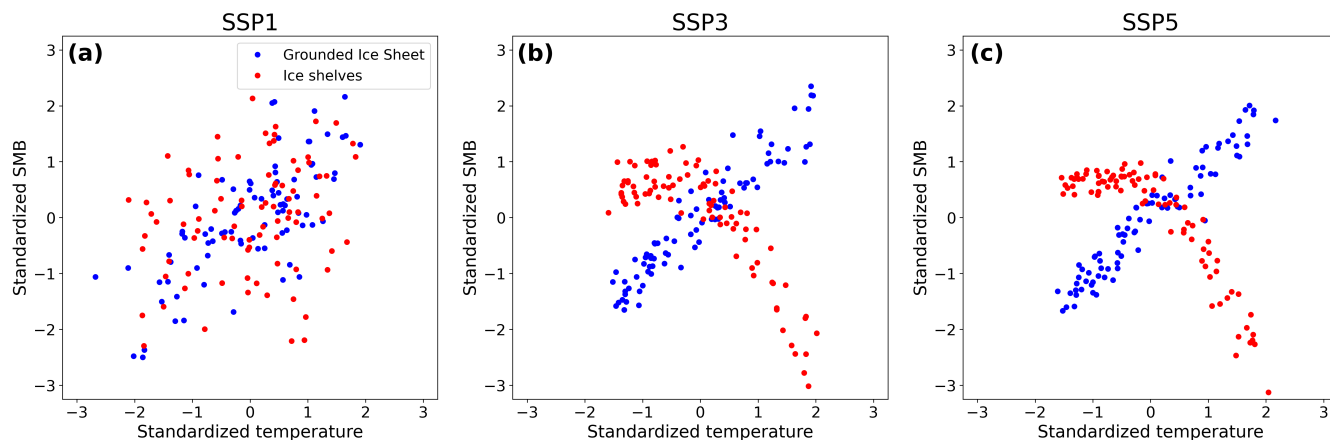 SSP1
(a)
Grounded Ice Sheet
Ice shelves
3
2
1
0
−1
−2
−3
Standardized SMB
−3 −2 −1 0 1 2 3
Standardized temperature
SSP3
(b)
3
2
1
0
−1
−2
−3
Standardized SMB
−3 −2 −1 0 1 2 3
Standardized temperature
SSP5
(c)
3
2
1
0
−1
−2
−3
Standardized SMB
−3 −2 −1 0 1 2 3
Standardized temperature